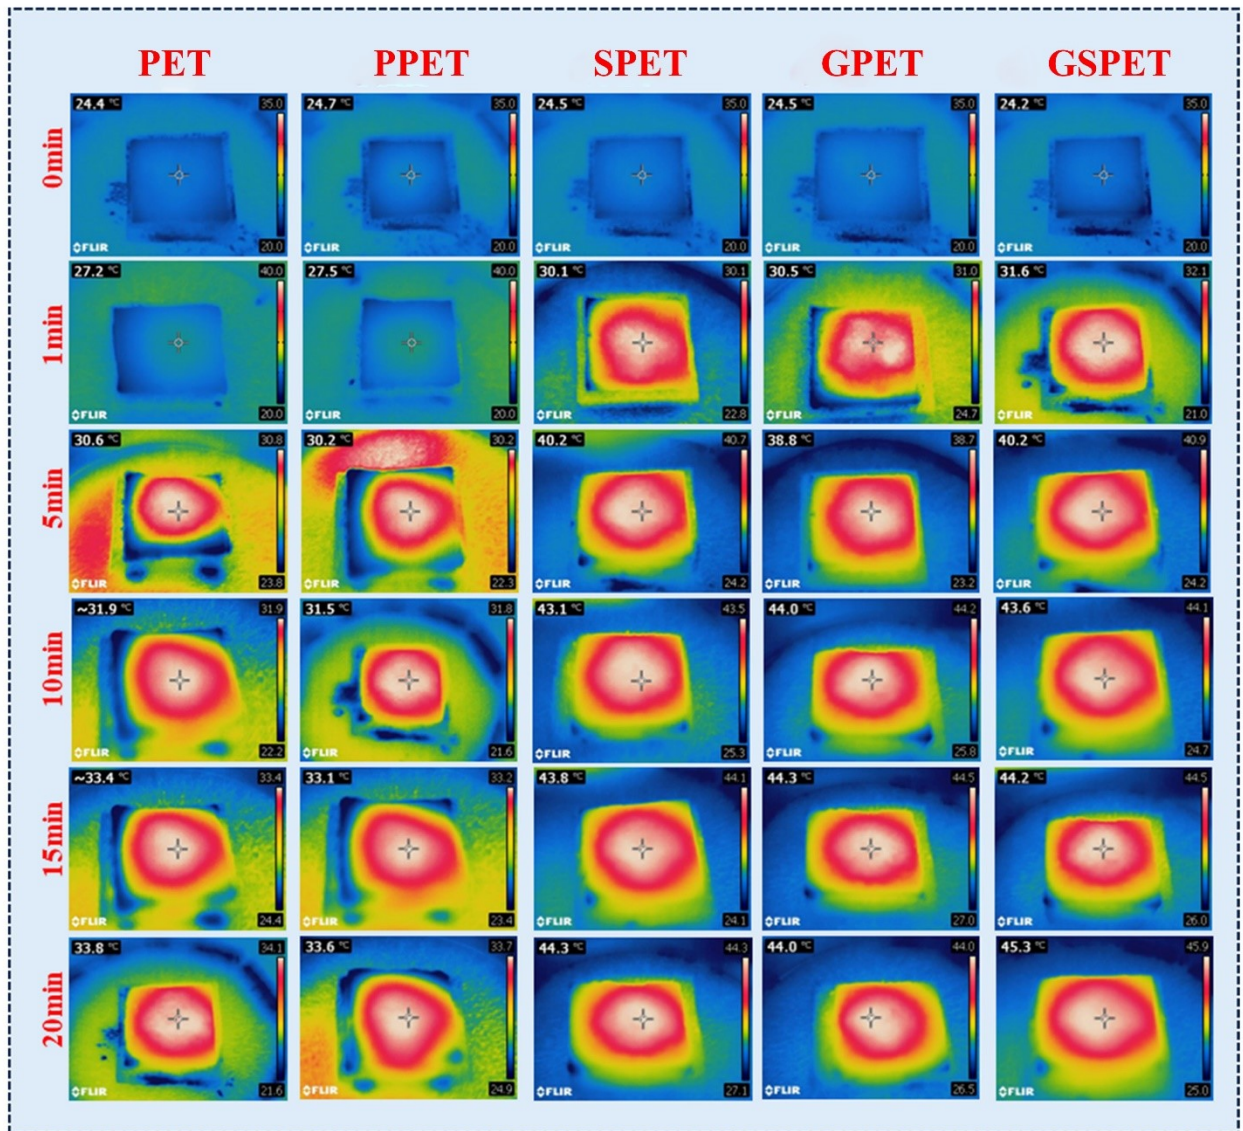 PET PPET SPET GPET GSPET
0min
24.4 °C 35.0 24.7 °C 35.0 24.5 °C 35.0 24.5 °C 35.0 24.2 °C 35.0
FLIR 20.0 FLIR 20.0 FLIR 20.0 FLIR 20.0 FLIR 20.0
1min
27.2 °C 40.0 27.5 °C 40.0 30.1 °C 30.1 30.5 °C 31.0 31.6 °C 32.1
FLIR 20.0 FLIR 20.0 FLIR 22.8 FLIR 24.7 FLIR 21.0
5min
30.6 °C 30.8 30.2 °C 30.2 40.2 °C 40.7 38.8 °C 38.7 40.2 °C 40.9
FLIR 23.8 FLIR 22.3 FLIR 24.2 FLIR 23.2 FLIR 24.2
10min
~31.9 °C 31.9 31.5 °C 31.8 43.1 °C 43.5 44.0 °C 44.2 43.6 °C 44.1
FLIR 22.2 FLIR 21.6 FLIR 25.3 FLIR 25.8 FLIR 24.7
15min
~33.4 °C 33.4 33.1 °C 33.2 43.8 °C 44.1 44.3 °C 44.5 44.2 °C 44.5
FLIR 24.4 FLIR 23.4 FLIR 24.1 FLIR 27.0 FLIR 26.0
20min
33.8 °C 34.1 33.6 °C 33.7 44.3 °C 44.3 44.0 °C 44.0 45.3 °C 45.9
FLIR 21.6 FLIR 24.9 FLIR 27.1 FLIR 26.5 FLIR 25.0